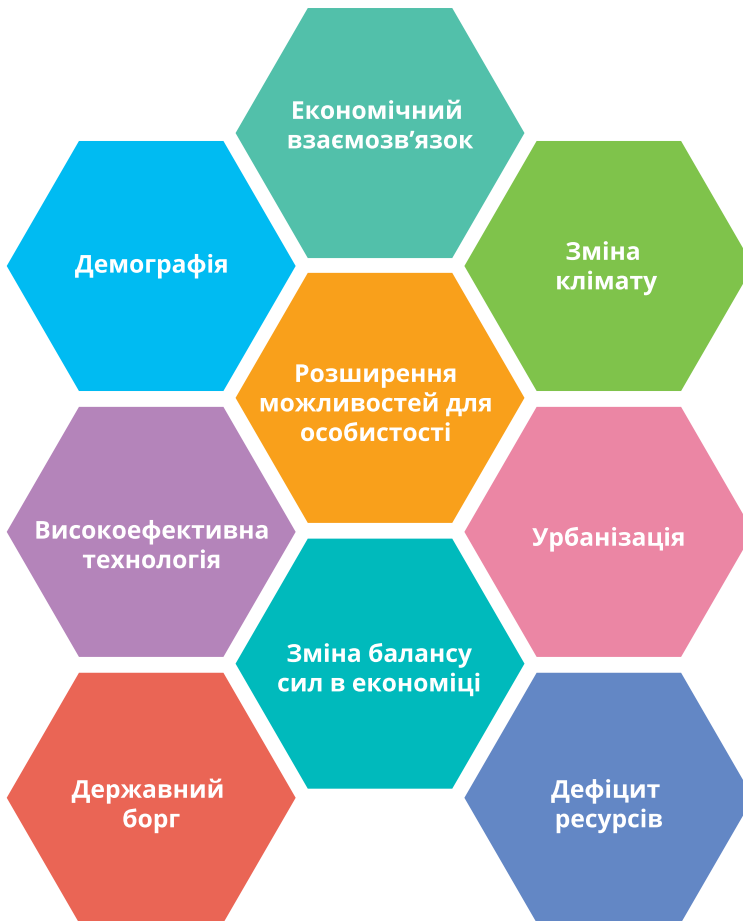 Економічний
взаємозв’язок
Демографія
Зміна
клімату
Розширення
можливостей для
особистості
Високоефективна
технологія
Урбанізація
Зміна балансу
сил в економіці
Державний
борг
Дефіцит
ресурсів